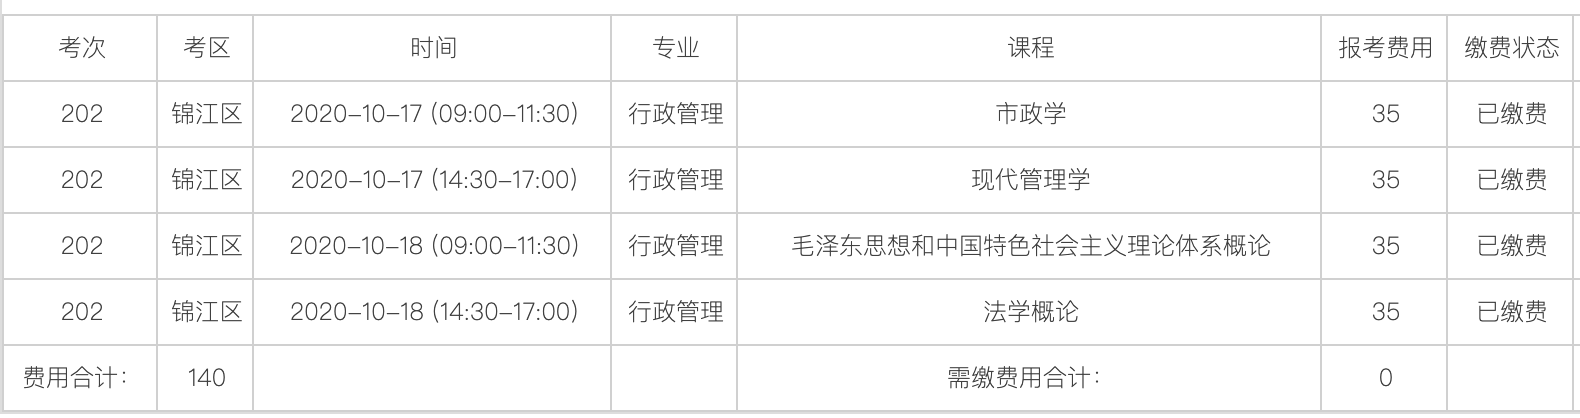 考次 考区 时间 专业 课程 报考费用 缴费状态
202 锦江区 2020-10-17 (09:00-11:30) 行政管理 市政学 35 已缴费
202 锦江区 2020-10-17 (14:30-17:00) 行政管理 现代管理学 35 已缴费
202 锦江区 2020-10-18 (09:00-11:30) 行政管理 毛泽东思想和中国特色社会主义理论体系概论 35 已缴费
202 锦江区 2020-10-18 (14:30-17:00) 行政管理 法学概论 35 已缴费
费用合计： 140 需缴费用合计： 0